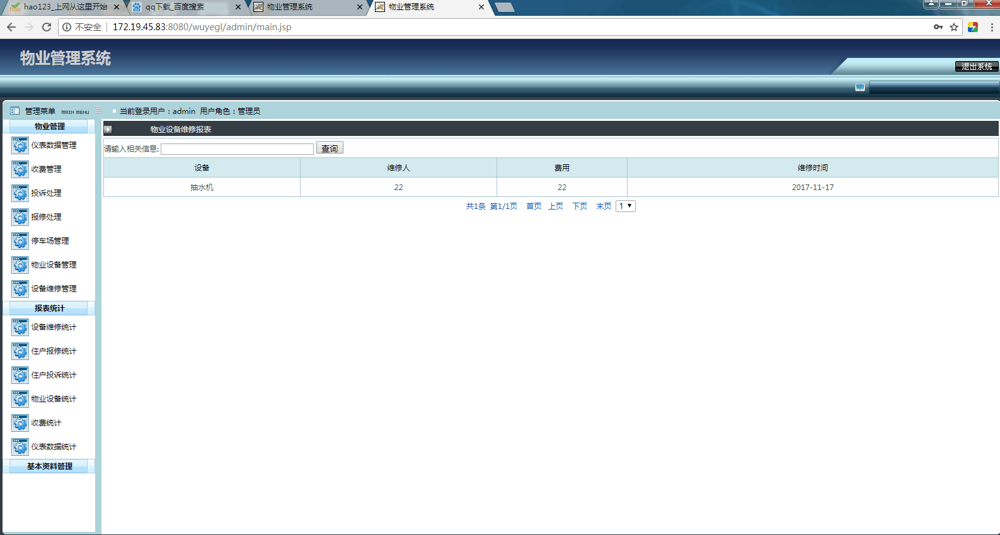 hao123_上网从这里开始
qq下载_百度搜索
物业管理系统
物业管理系统
不安全 172.19.45.83:8080/wuyegl/admin/main.jsp
物业管理系统
退出系统
管理菜单 MAIN MENU
当前登录用户：admin 用户角色：管理员
物业管理
仪表数据管理
收费管理
投诉处理
报修处理
停车场管理
物业设备管理
设备维修管理
报表统计
设备维修统计
住户报修统计
住户投诉统计
物业设备统计
收费统计
仪表数据统计
基本资料管理
物业设备维修报表
请输入相关信息: 查询
设备 维修人 费用 维修时间
抽水机 22 22 2017-11-17
共1条 第1/1页 首页 上页 下页 末页 1